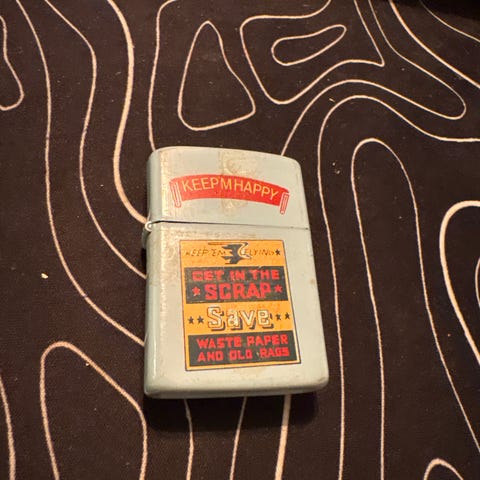 KEEPMHAPPY
KEEP 'EM FLYING
GET IN THE
SCRAP
Save
WASTE PAPER
AND OLD RAGS